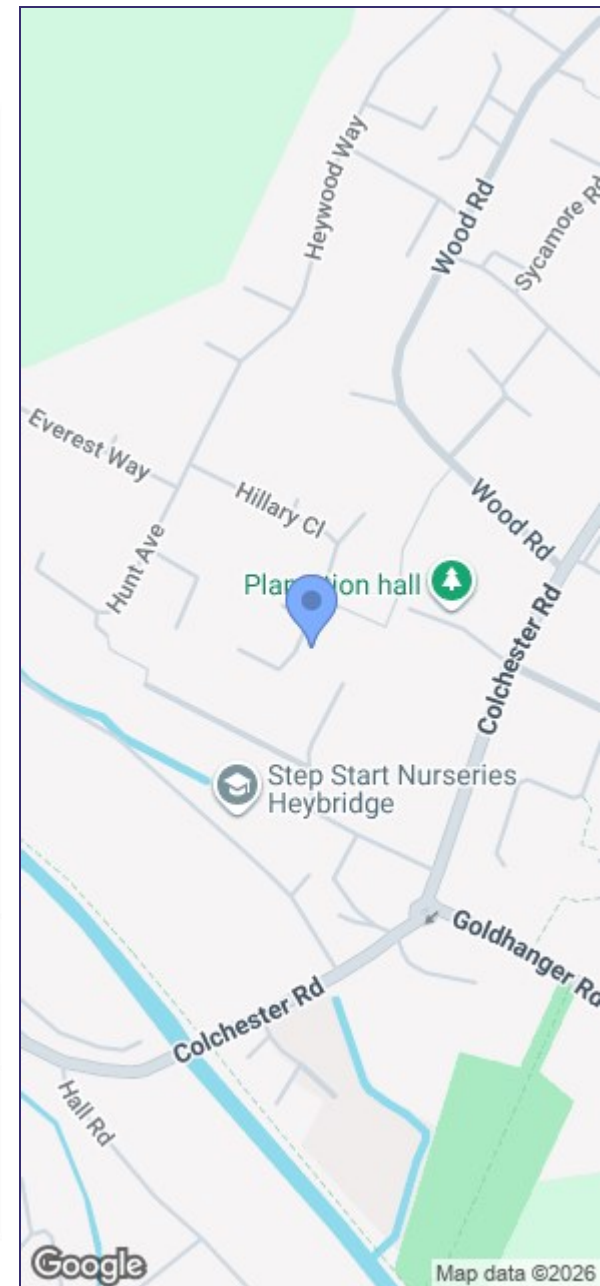 Heywood Way
Wood Rd
Sycamore Rd
Everest Way
Hillary Cl
Wood Rd
Hunt Ave
hall
Colchester Rd
Step Start Nurseries
Heybridge
Goldhanger Rd
Colchester Rd
Hall Rd
Google
Map data ©2026